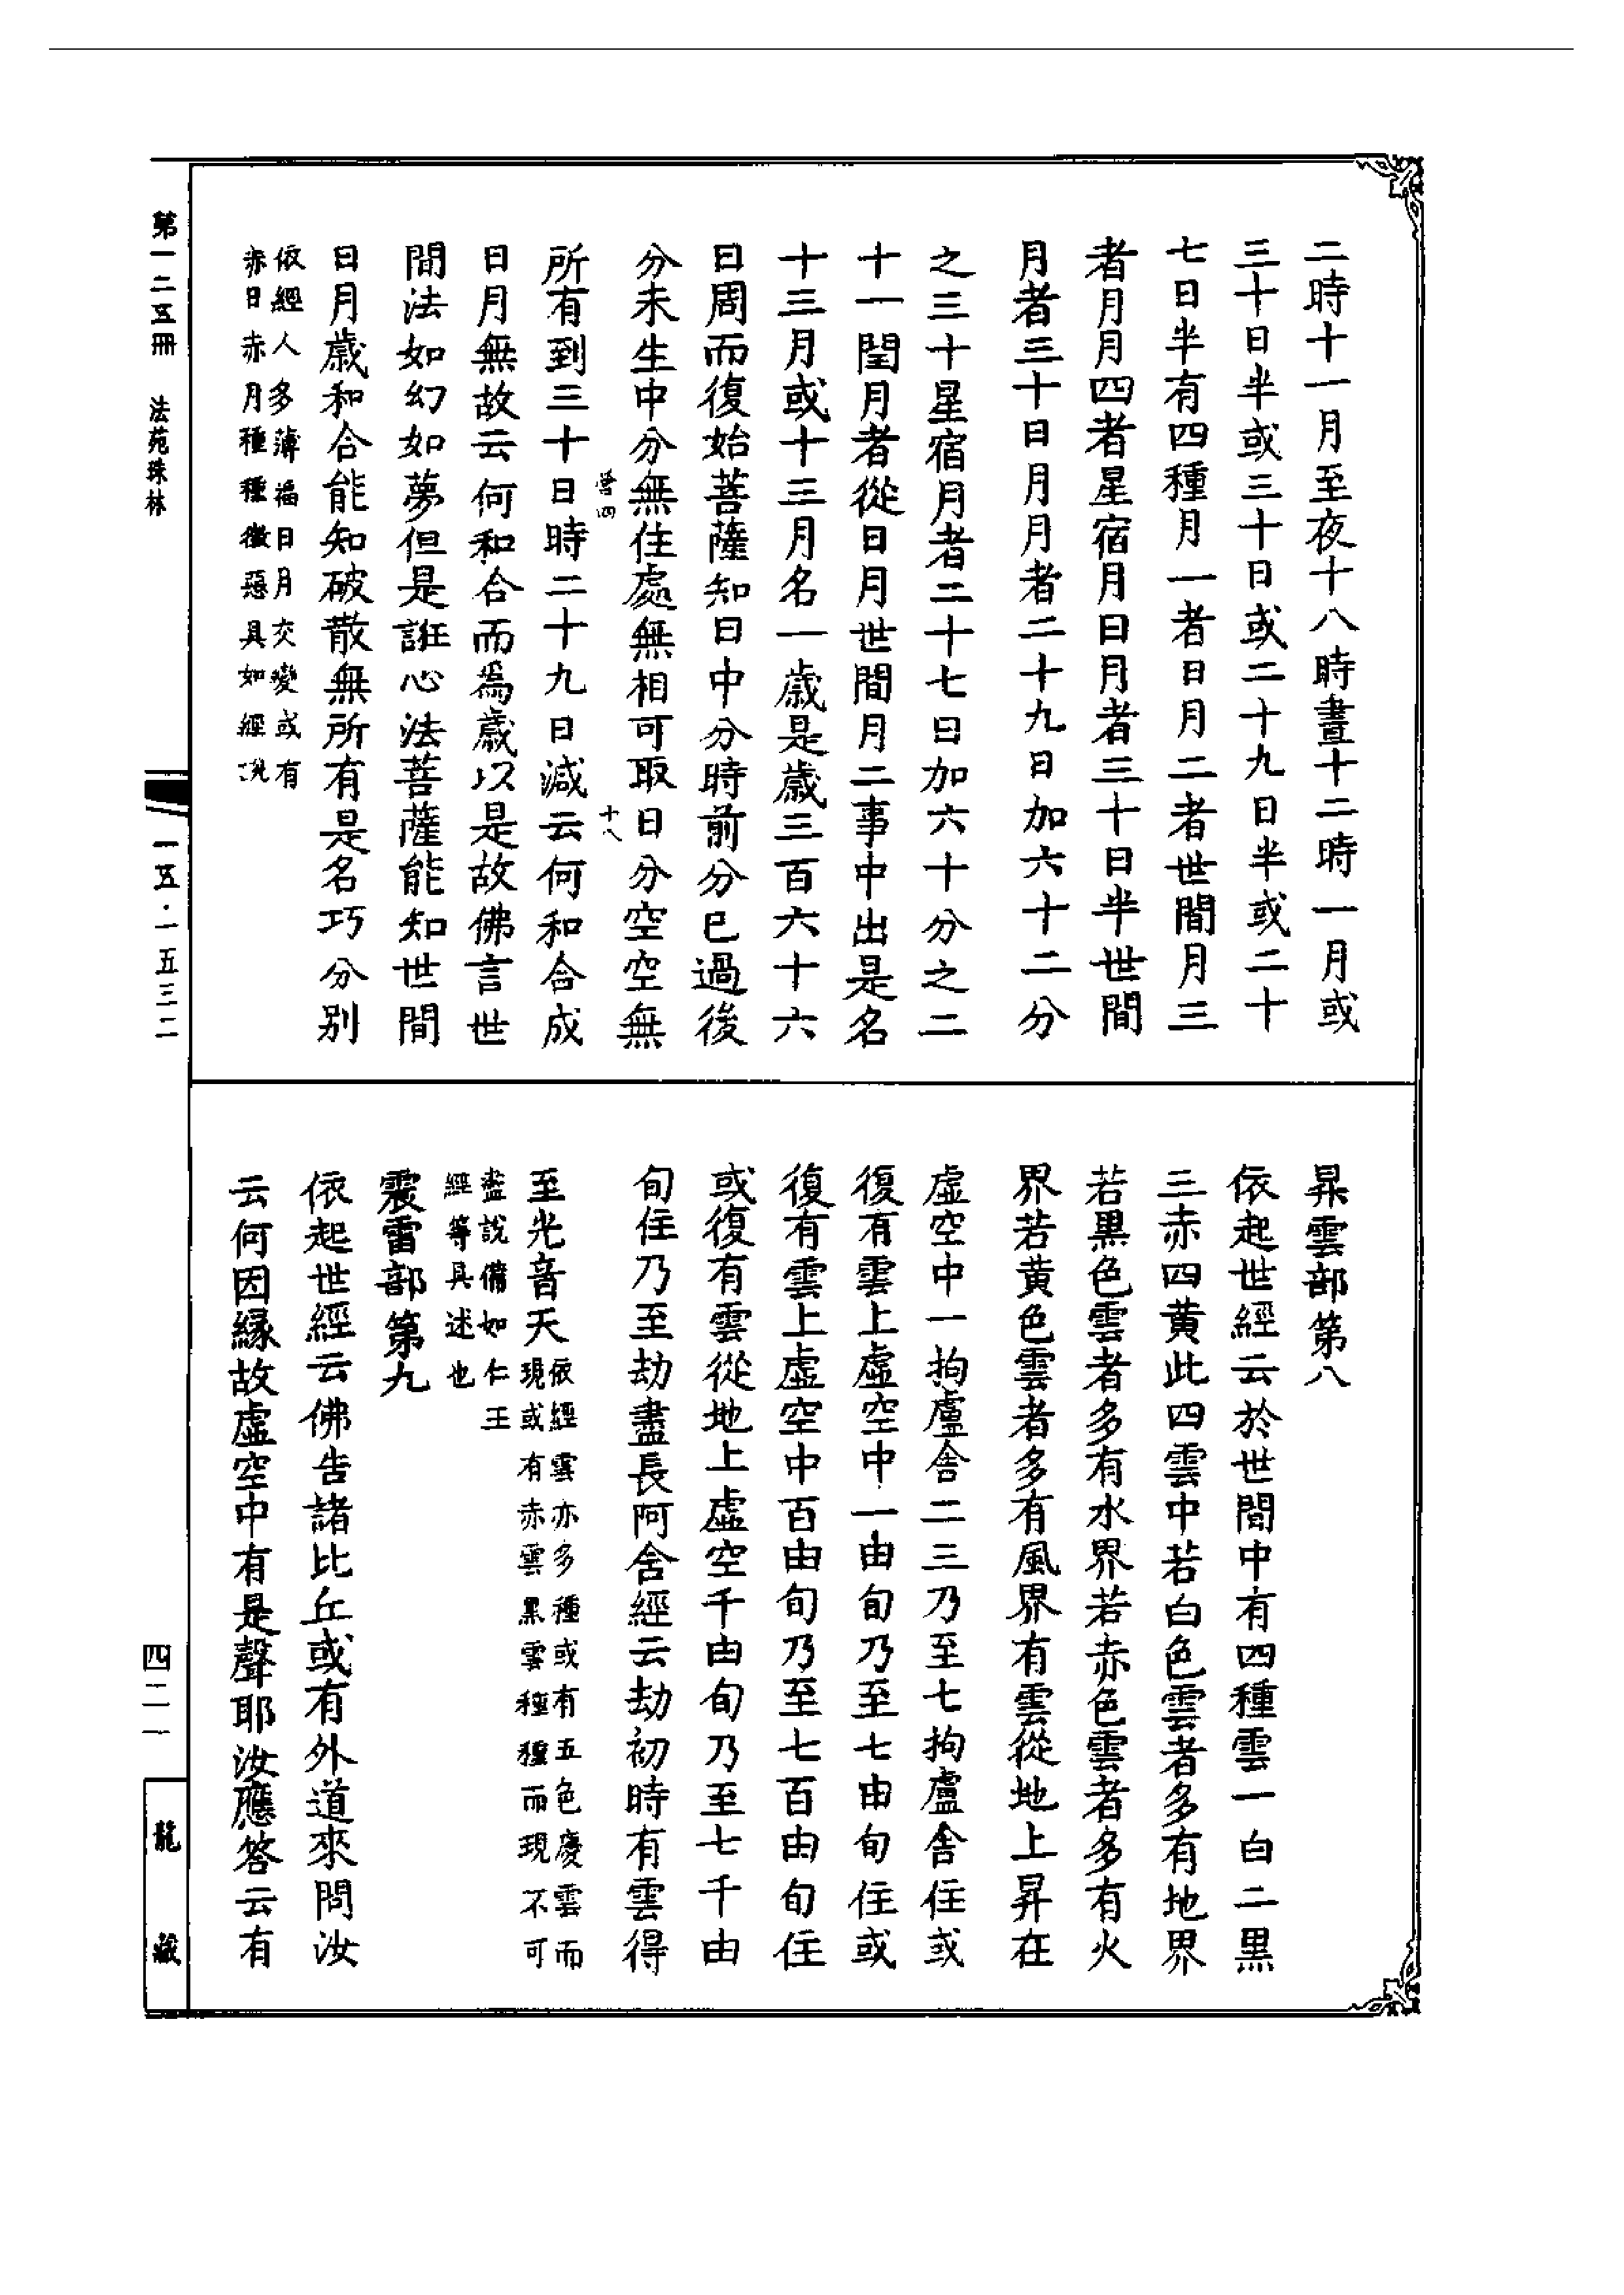 二時十一月至夜十八時晝十二時一月或
三十日半或三十日或二十九日半或二十
七日半有四種月一者日月二者世間月三
者月月四者星宿月日月者三十日半世間
月者三十日月月者二十九日加六十二分
之三十星宿月者二十七日加六十分之二
十一閏月者從日月世間月二事中出是名
十三月或十三月名一歲是歲三百六十六
日周而復始菩薩知日中分時前分已過後
分未生中分無住處無相可取日分空空無
營四
十八
所有到三十日時二十九日減云何和合成
日月無故云何和合而為歲以是故佛言世
間法如幻如夢但是誑心法菩薩能知世間
日月歲和合能知破散無所有是名巧分別
依經人多薄福日月交變或有
赤日赤月種種徵惡具如經說
昇雲部第八
依起世經云於世間中有四種雲一白二黑
三赤四黃此四雲中若白色雲者多有地界
若黑色雲者多有水界若赤色雲者多有火
界若黃色雲者多有風界有雲從地上昇在
虛空中一拘盧舍二三乃至七拘盧舍住或
復有雲上虛空中一由旬乃至七由旬住或
復有雲上虛空中百由旬乃至七百由旬住
或復有雲從地上虛空千由旬乃至七千由
旬住乃至劫盡長阿含經云劫初時有雲得
至光音天
依經雲亦多種或有五色慶雲而
現或有赤雲黑雲種種而現不可
盡說備如仁王
經等具述也
震雷部第九
依起世經云佛告諸比丘或有外道來問汝
云何因緣故虛空中有是聲耶汝應答云有
第一二五冊 法苑珠林
一五·一五三二
四二一
龍藏